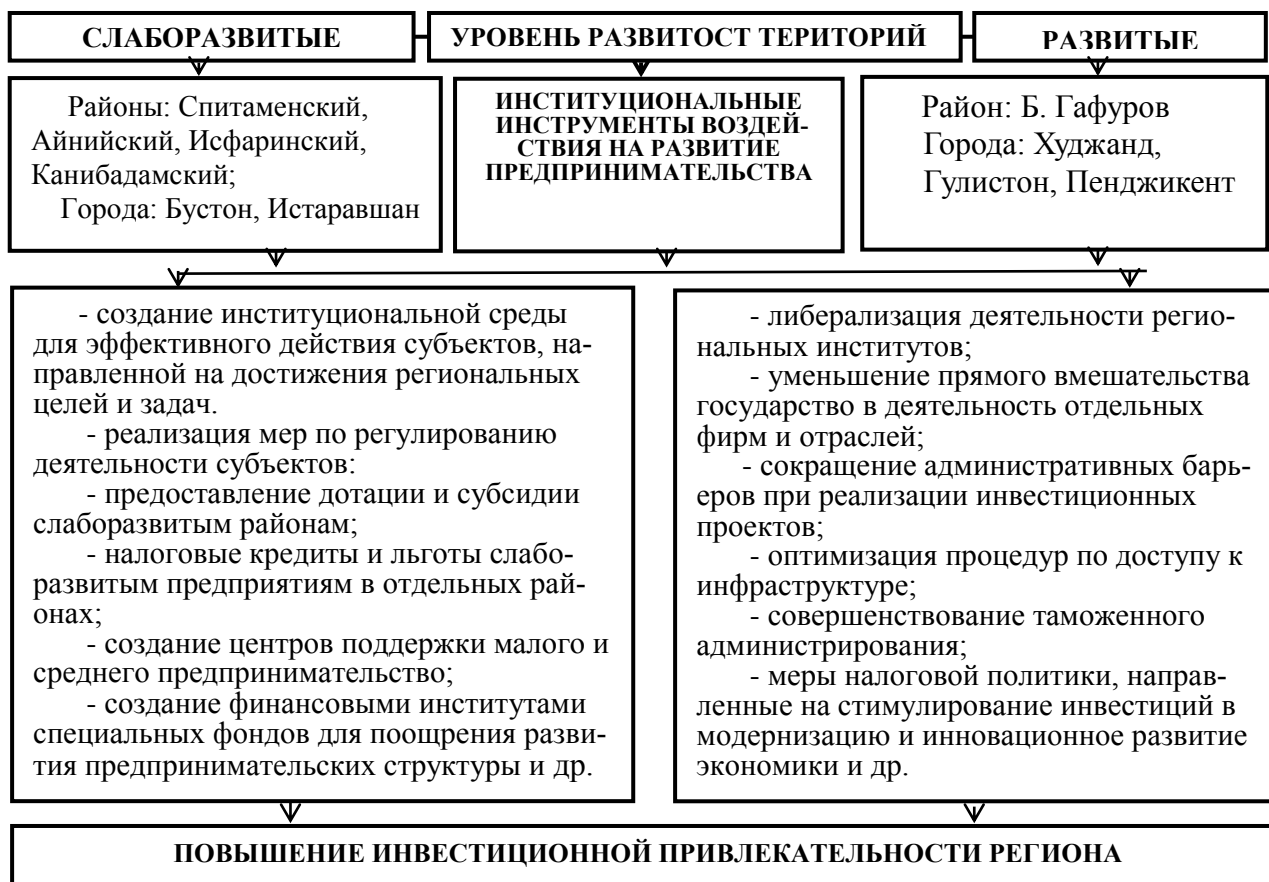 СЛАБОРАЗВИТЫЕ
УРОВЕНЬ РАЗВИТОСТ ТЕРИТОРИЙ
РАЗВИТЫЕ
Районы: Спитаменский,
Айнийский, Исфаринский,
Канибадамский;
Города: Бустон, Истаравшан
ИНСТИТУЦИОНАЛЬНЫЕ
ИНСТРУМЕНТЫ ВОЗДЕЙ-
СТВИЯ НА РАЗВИТИЕ
ПРЕДПРИНИМАТЕЛЬСТВА
Район: Б. Гафуров
Города: Худжанд,
Гулистон, Пенджикент
- создание институциональной среды
для эффективного действия субъектов, на-
правленной на достижения региональных
целей и задач.
- реализация мер по регулированию
деятельности субъектов:
- предоставление дотации и субсидии
слаборазвитым районам;
- налоговые кредиты и льготы слабо-
развитым предприятиям в отдельных рай-
онах;
- создание центров поддержки малого и
среднего предпринимательство;
- создание финансовыми институтами
специальных фондов для поощрения разви-
тия предпринимательских структуры и др.
- либерализация деятельности регио-
нальных институтов;
- уменьшение прямого вмешательства
государство в деятельность отдельных
фирм и отраслей;
- сокращение административных барь-
еров при реализации инвестиционных
проектов;
- оптимизация процедур по доступу к
инфраструктуре;
- совершенствование таможенного
администрирования;
- меры налоговой политики, направ-
ленные на стимулирование инвестиций в
модернизацию и инновационное развитие
экономики и др.
ПОВЫШЕНИЕ ИНВЕСТИЦИОННОЙ ПРИВЛЕКАТЕЛЬНОСТИ РЕГИОНА